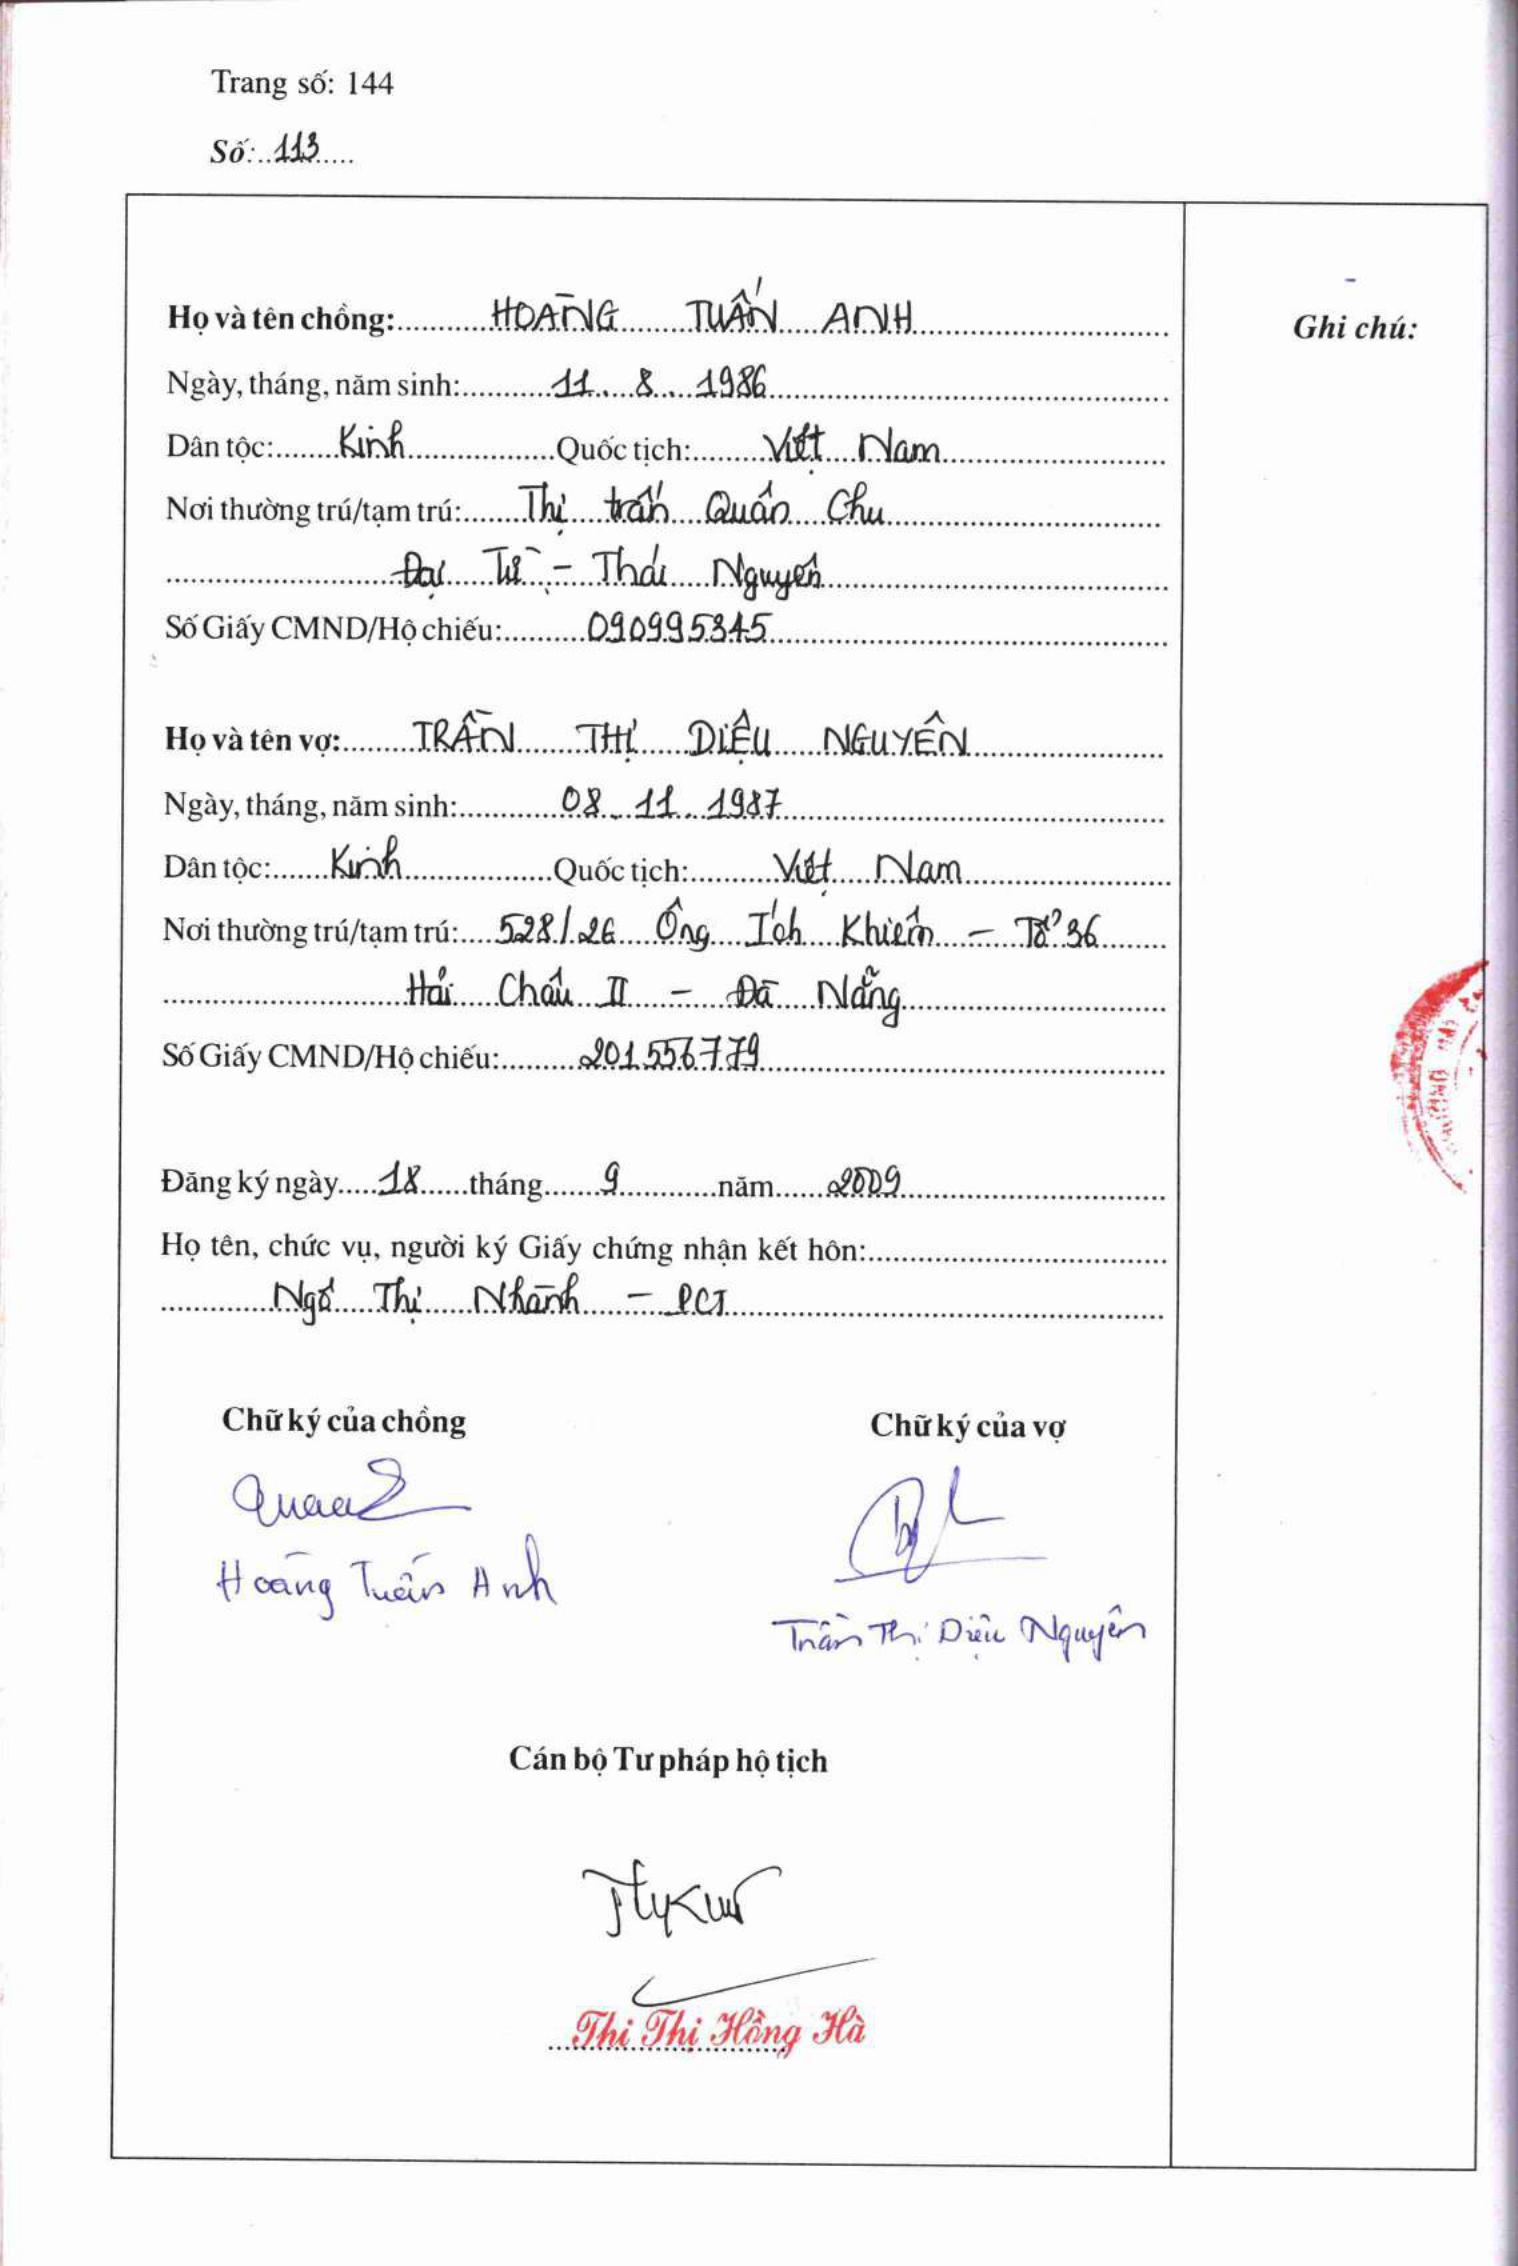 Trang số: 144
Số: 113
Họ và tên chồng: HOÀNG TUẤN ANH
Ghi chú:
Ngày, tháng, năm sinh: 11 . 8 . 1986
Dân tộc: Kinh Quốc tịch: Việt Nam
Nơi thường trú/tạm trú: Thị trấn Quân Chu
Đại Từ - Thái Nguyên
Số Giấy CMND/Hộ chiếu: 090995345
Họ và tên vợ: TRẦN THỊ DIỆU NGUYÊN
Ngày, tháng, năm sinh: 08 . 11 . 1987
Dân tộc: Kinh Quốc tịch: Việt Nam
Nơi thường trú/tạm trú: 528/26 Ông Ích Khiêm - Tổ 36
Hải Châu II - Đà Nẵng
Số Giấy CMND/Hộ chiếu: 201556779
Đăng ký ngày 18 tháng 9 năm 2009
Họ tên, chức vụ, người ký Giấy chứng nhận kết hôn:
Ngô Thị Nhành - PCT
Chữ ký của chồng Chữ ký của vợ
Hoàng Tuấn Anh
Trần Thị Diệu Nguyên
Cán bộ Tư pháp hộ tịch
Thi Thị Hồng Hà